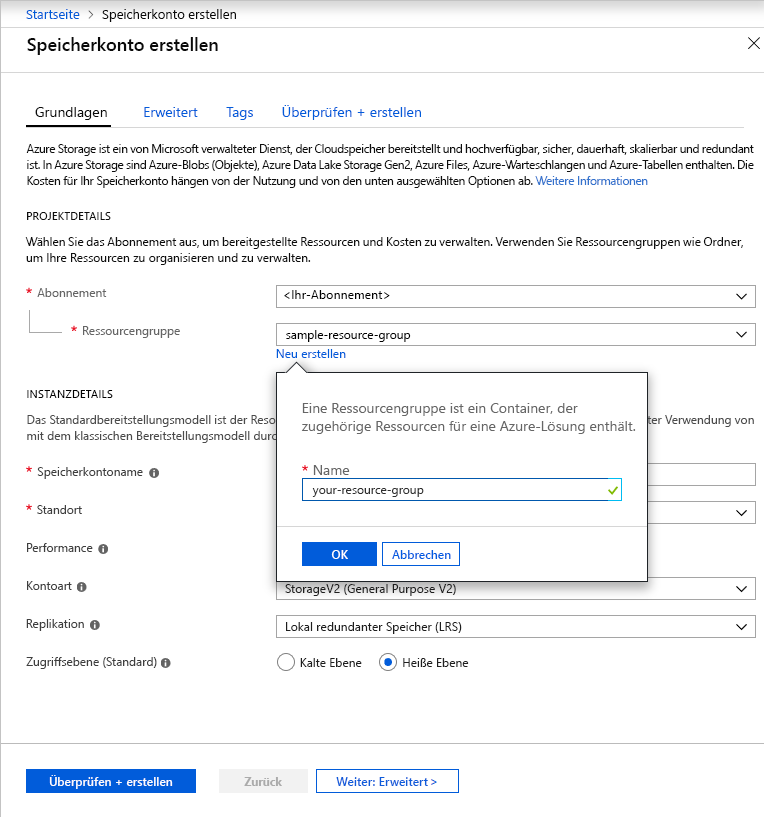 Startseite > Speicherkonto erstellen
Speicherkonto erstellen
Grundlagen Erweitert Tags Überprüfen + erstellen
Azure Storage ist ein von Microsoft verwalteter Dienst, der Cloudspeicher bereitstellt und hochverfügbar, sicher, dauerhaft, skalierbar und redundant
ist. In Azure Storage sind Azure-Blobs (Objekte), Azure Data Lake Storage Gen2, Azure Files, Azure-Warteschlangen und Azure-Tabellen enthalten. Die
Kosten für Ihr Speicherkonto hängen von der Nutzung und von den unten ausgewählten Optionen ab. Weitere Informationen
PROJEKTDETAILS
Wählen Sie das Abonnement aus, um bereitgestellte Ressourcen und Kosten zu verwalten. Verwenden Sie Ressourcengruppen wie Ordner,
um Ihre Ressourcen zu organisieren und zu verwalten.
* Abonnement <Ihr-Abonnement>
* Ressourcengruppe sample-resource-group
Neu erstellen
Eine Ressourcengruppe ist ein Container, der
zugehörige Ressourcen für eine Azure-Lösung enthält.
* Name
your-resource-group
OK Abbrechen
INSTANZDETAILS
Das Standardbereitstellungsmodell ist der Reso ter Verwendung von
mit dem klassischen Bereitstellungsmodell durc
* Speicherkontoname
* Standort
Performance
Kontoart StorageV2 (General Purpose V2)
Replikation Lokal redundanter Speicher (LRS)
Zugriffsebene (Standard) Kalte Ebene Heiße Ebene
Überprüfen + erstellen Zurück Weiter: Erweitert >